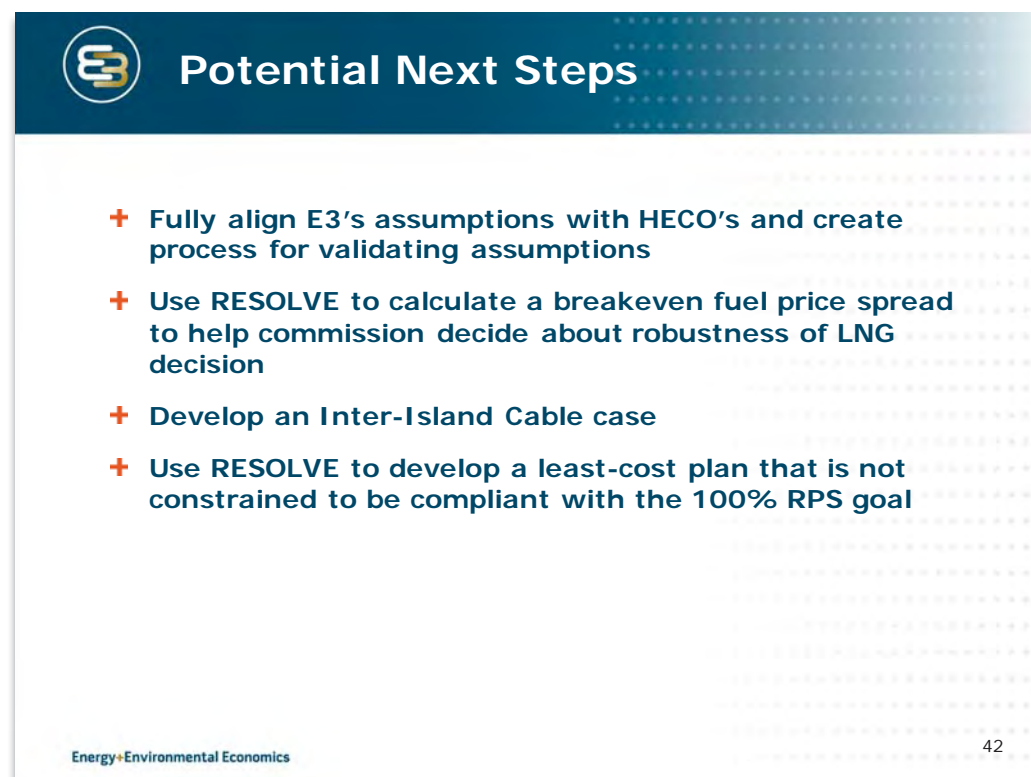 E3
Potential Next Steps
+ Fully align E3’s assumptions with HECO’s and create
process for validating assumptions
+ Use RESOLVE to calculate a breakeven fuel price spread
to help commission decide about robustness of LNG
decision
+ Develop an Inter-Island Cable case
+ Use RESOLVE to develop a least-cost plan that is not
constrained to be compliant with the 100% RPS goal
Energy+Environmental Economics
42